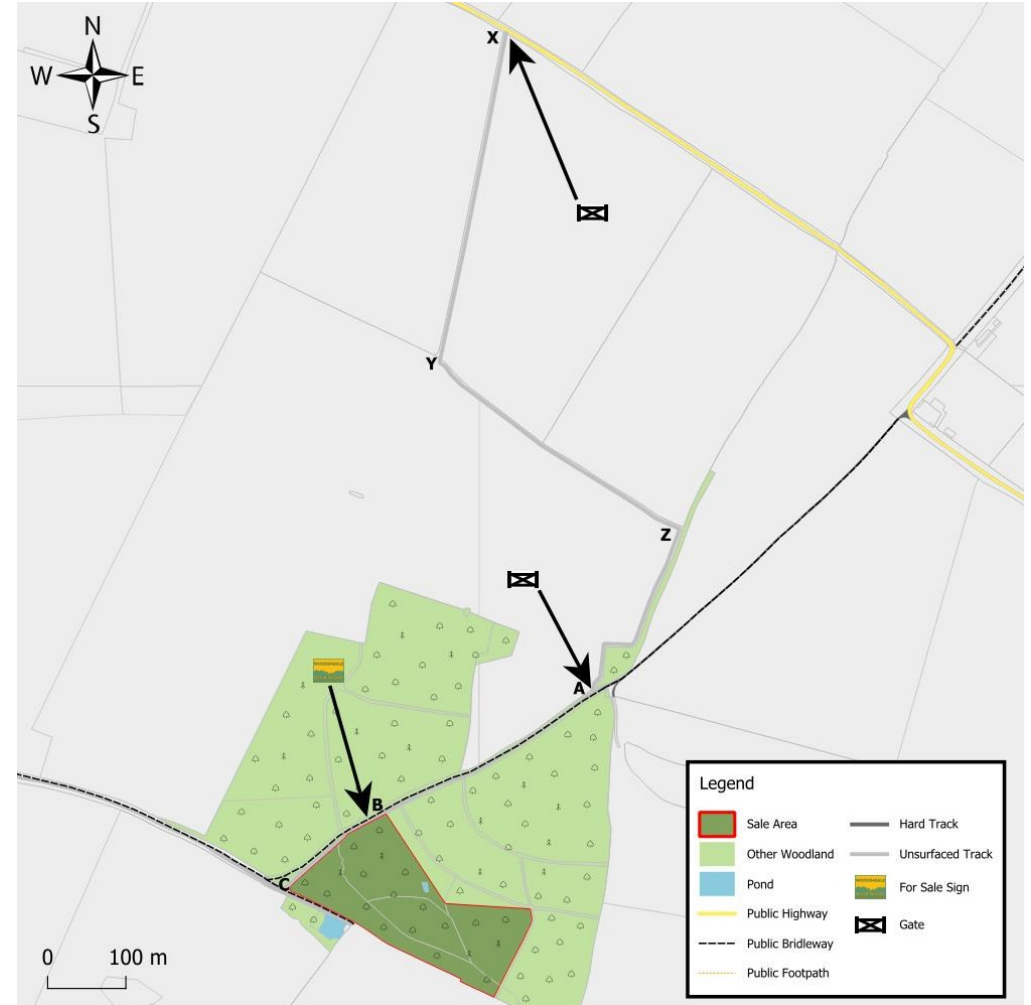 N
W E
S
X
Y
Z
A
B
C
0 100 m
Legend
Sale Area
Other Woodland
Pond
Public Highway
Public Bridleway
Public Footpath
Hard Track
Unsurfaced Track
For Sale Sign
Gate